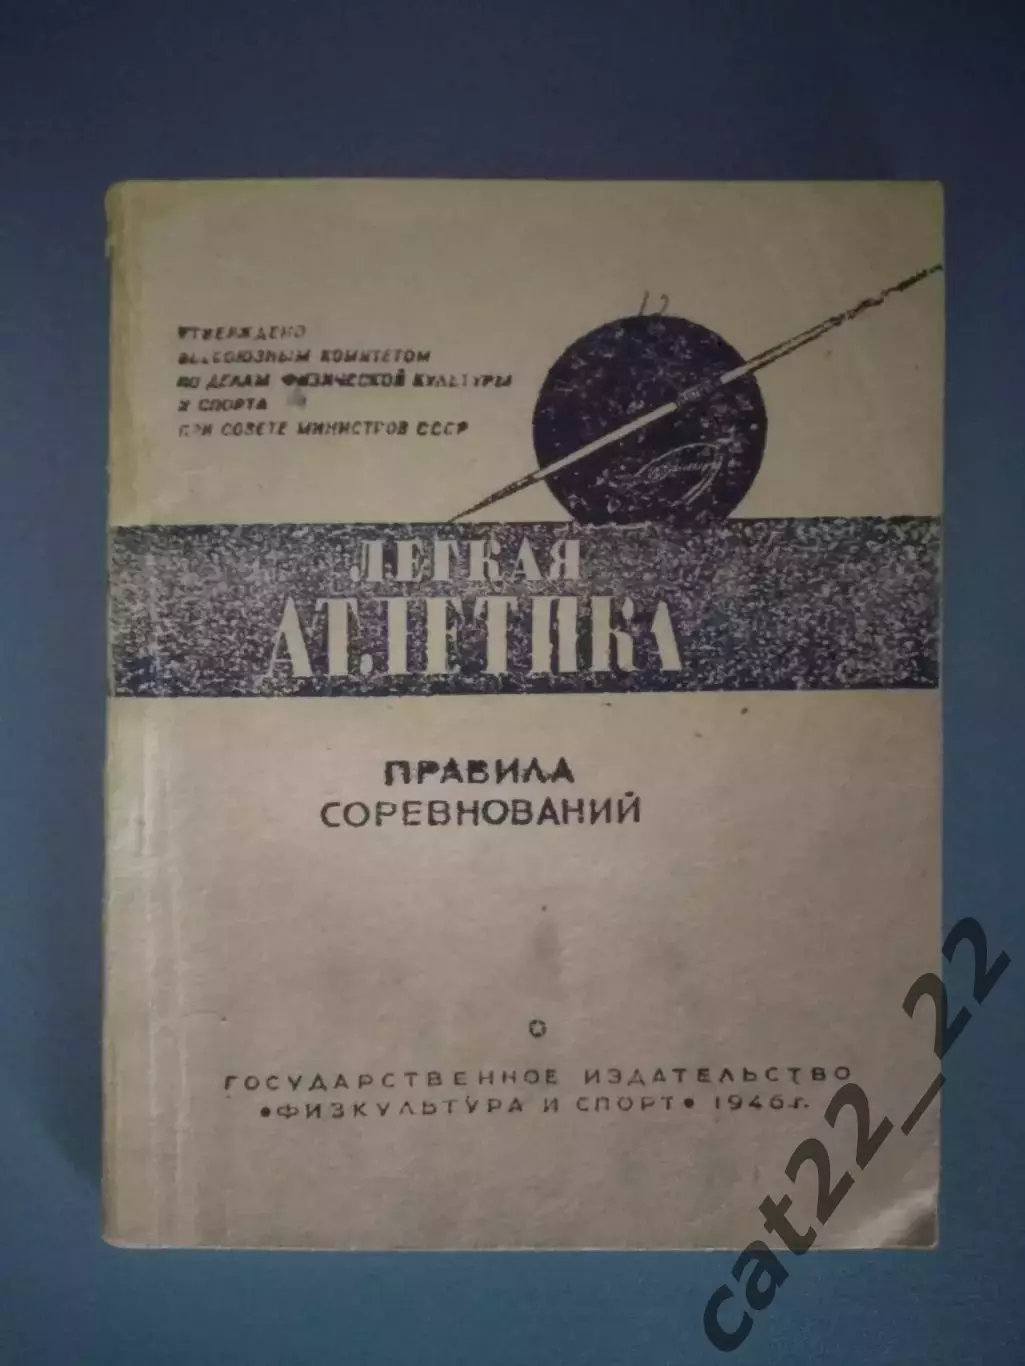 УТВЕРЖДЕНО
ВСЕСОЮЗНЫМ КОМИТЕТОМ
ПО ДЕЛАМ ФИЗИЧЕСКОЙ КУЛЬТУРЫ
И СПОРТА
ПРИ СОВЕТЕ МИНИСТРОВ СССР
ЛЕГКАЯ
АТЛЕТИКА
ПРАВИЛА
СОРЕВНОВАНИЙ
ГОСУДАРСТВЕННОЕ ИЗДАТЕЛЬСТВО
•ФИЗКУЛЬТУРА И СПОРТ• 1946 г.
cat22_22